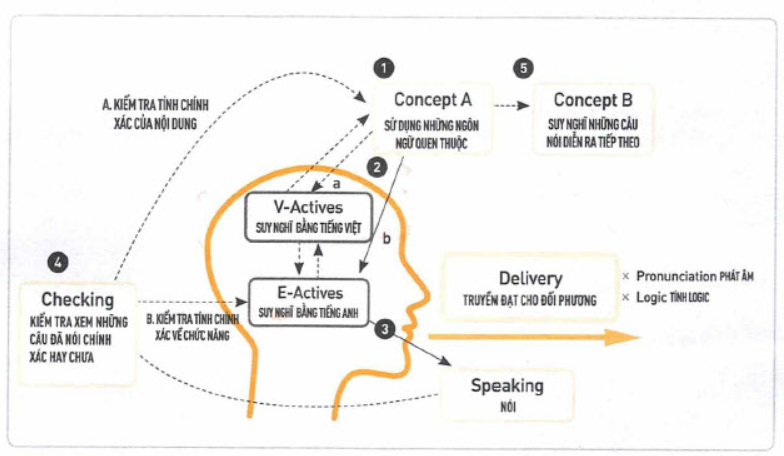 1
Concept A
SỬ DỤNG NHỮNG NGÔN
NGỮ QUEN THUỘC
5
Concept B
SUY NGHĨ NHỮNG CÂU
NÓI DIỄN RA TIẾP THEO
A. KIỂM TRA TÍNH CHÍNH
XÁC CỦA NỘI DUNG
2
a
b
V-Actives
SUY NGHĨ BẰNG TIẾNG VIỆT
E-Actives
SUY NGHĨ BẰNG TIẾNG ANH
4
Checking
KIỂM TRA XEM NHỮNG
CÂU ĐÃ NÓI CHÍNH
XÁC HAY CHƯA
B. KIỂM TRA TÍNH CHÍNH
XÁC VỀ CHỨC NĂNG
3
Delivery
TRUYỀN ĐẠT CHO ĐỐI PHƯƠNG
× Pronunciation PHÁT ÂM
× Logic TÍNH LOGIC
Speaking
NÓI